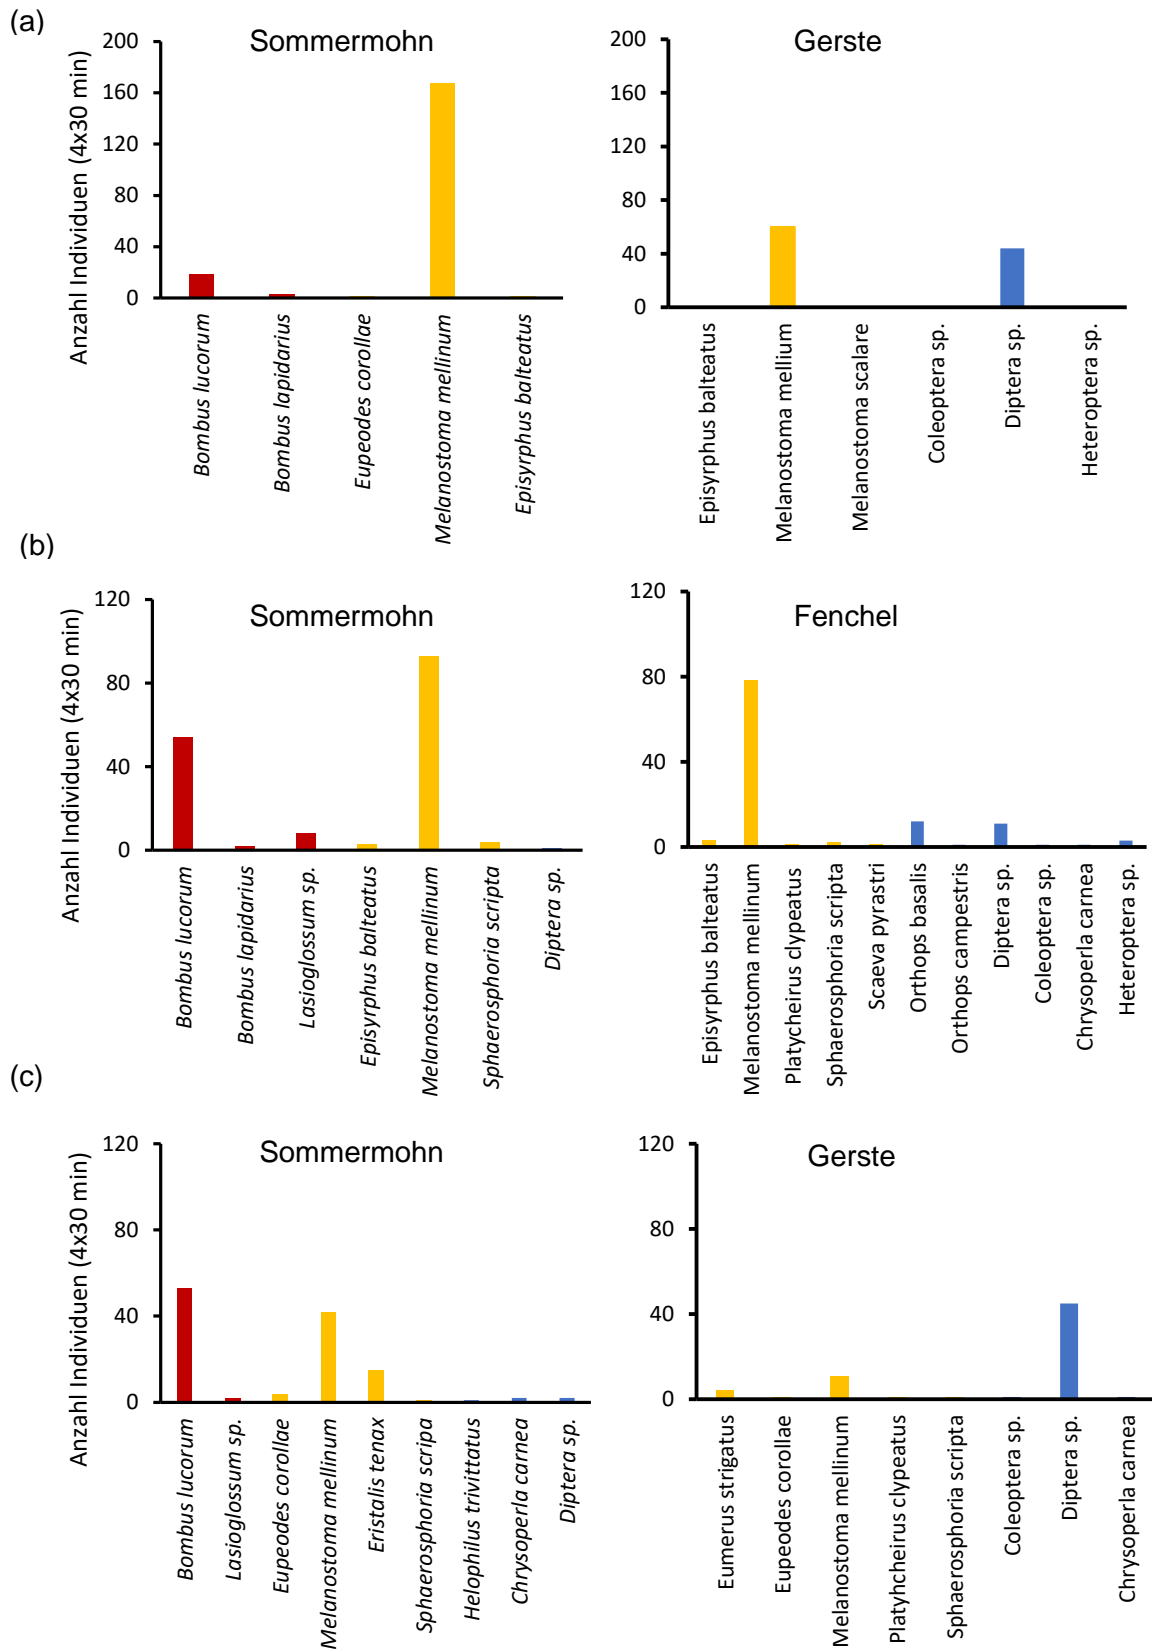 (a)
Sommermohn
Anzahl Individuen (4x30 min)
200
160
120
80
40
0
Bombus lucorum
Bombus lapidarius
Eupeodes corollae
Melanostoma mellinum
Episyrphus balteatus
Gerste
200
160
120
80
40
0
Episyrphus balteatus
Melanostoma mellium
Melanostoma scalare
Coleoptera sp.
Diptera sp.
Heteroptera sp.
(b)
Sommermohn
Anzahl Individuen (4x30 min)
120
80
40
0
Bombus lucorum
Bombus lapidarius
Lasioglossum sp.
Episyrphus balteatus
Melanostoma mellinum
Sphaerosphoria scripta
Diptera sp.
Fenchel
120
80
40
0
Episyrphus balteatus
Melanostoma mellinum
Platycheirus clypeatus
Sphaerosphoria scripta
Scaeva pyrastri
Orthops basalis
Orthops campestris
Diptera sp.
Coleoptera sp.
Chrysoperla carnea
Heteroptera sp.
(c)
Sommermohn
Anzahl Individuen (4x30 min)
120
80
40
0
Bombus lucorum
Lasioglossum sp.
Eupeodes corollae
Melanostoma mellinum
Eristalis tenax
Sphaerosphoria scripa
Helophilus trivittatus
Chrysoperla carnea
Diptera sp.
Gerste
120
80
40
0
Eumerus strigatus
Eupeodes corollae
Melanostoma mellinum
Platyhcheirus clypeatus
Sphaerosphoria scripta
Coleoptera sp.
Diptera sp.
Chrysoperla carnea